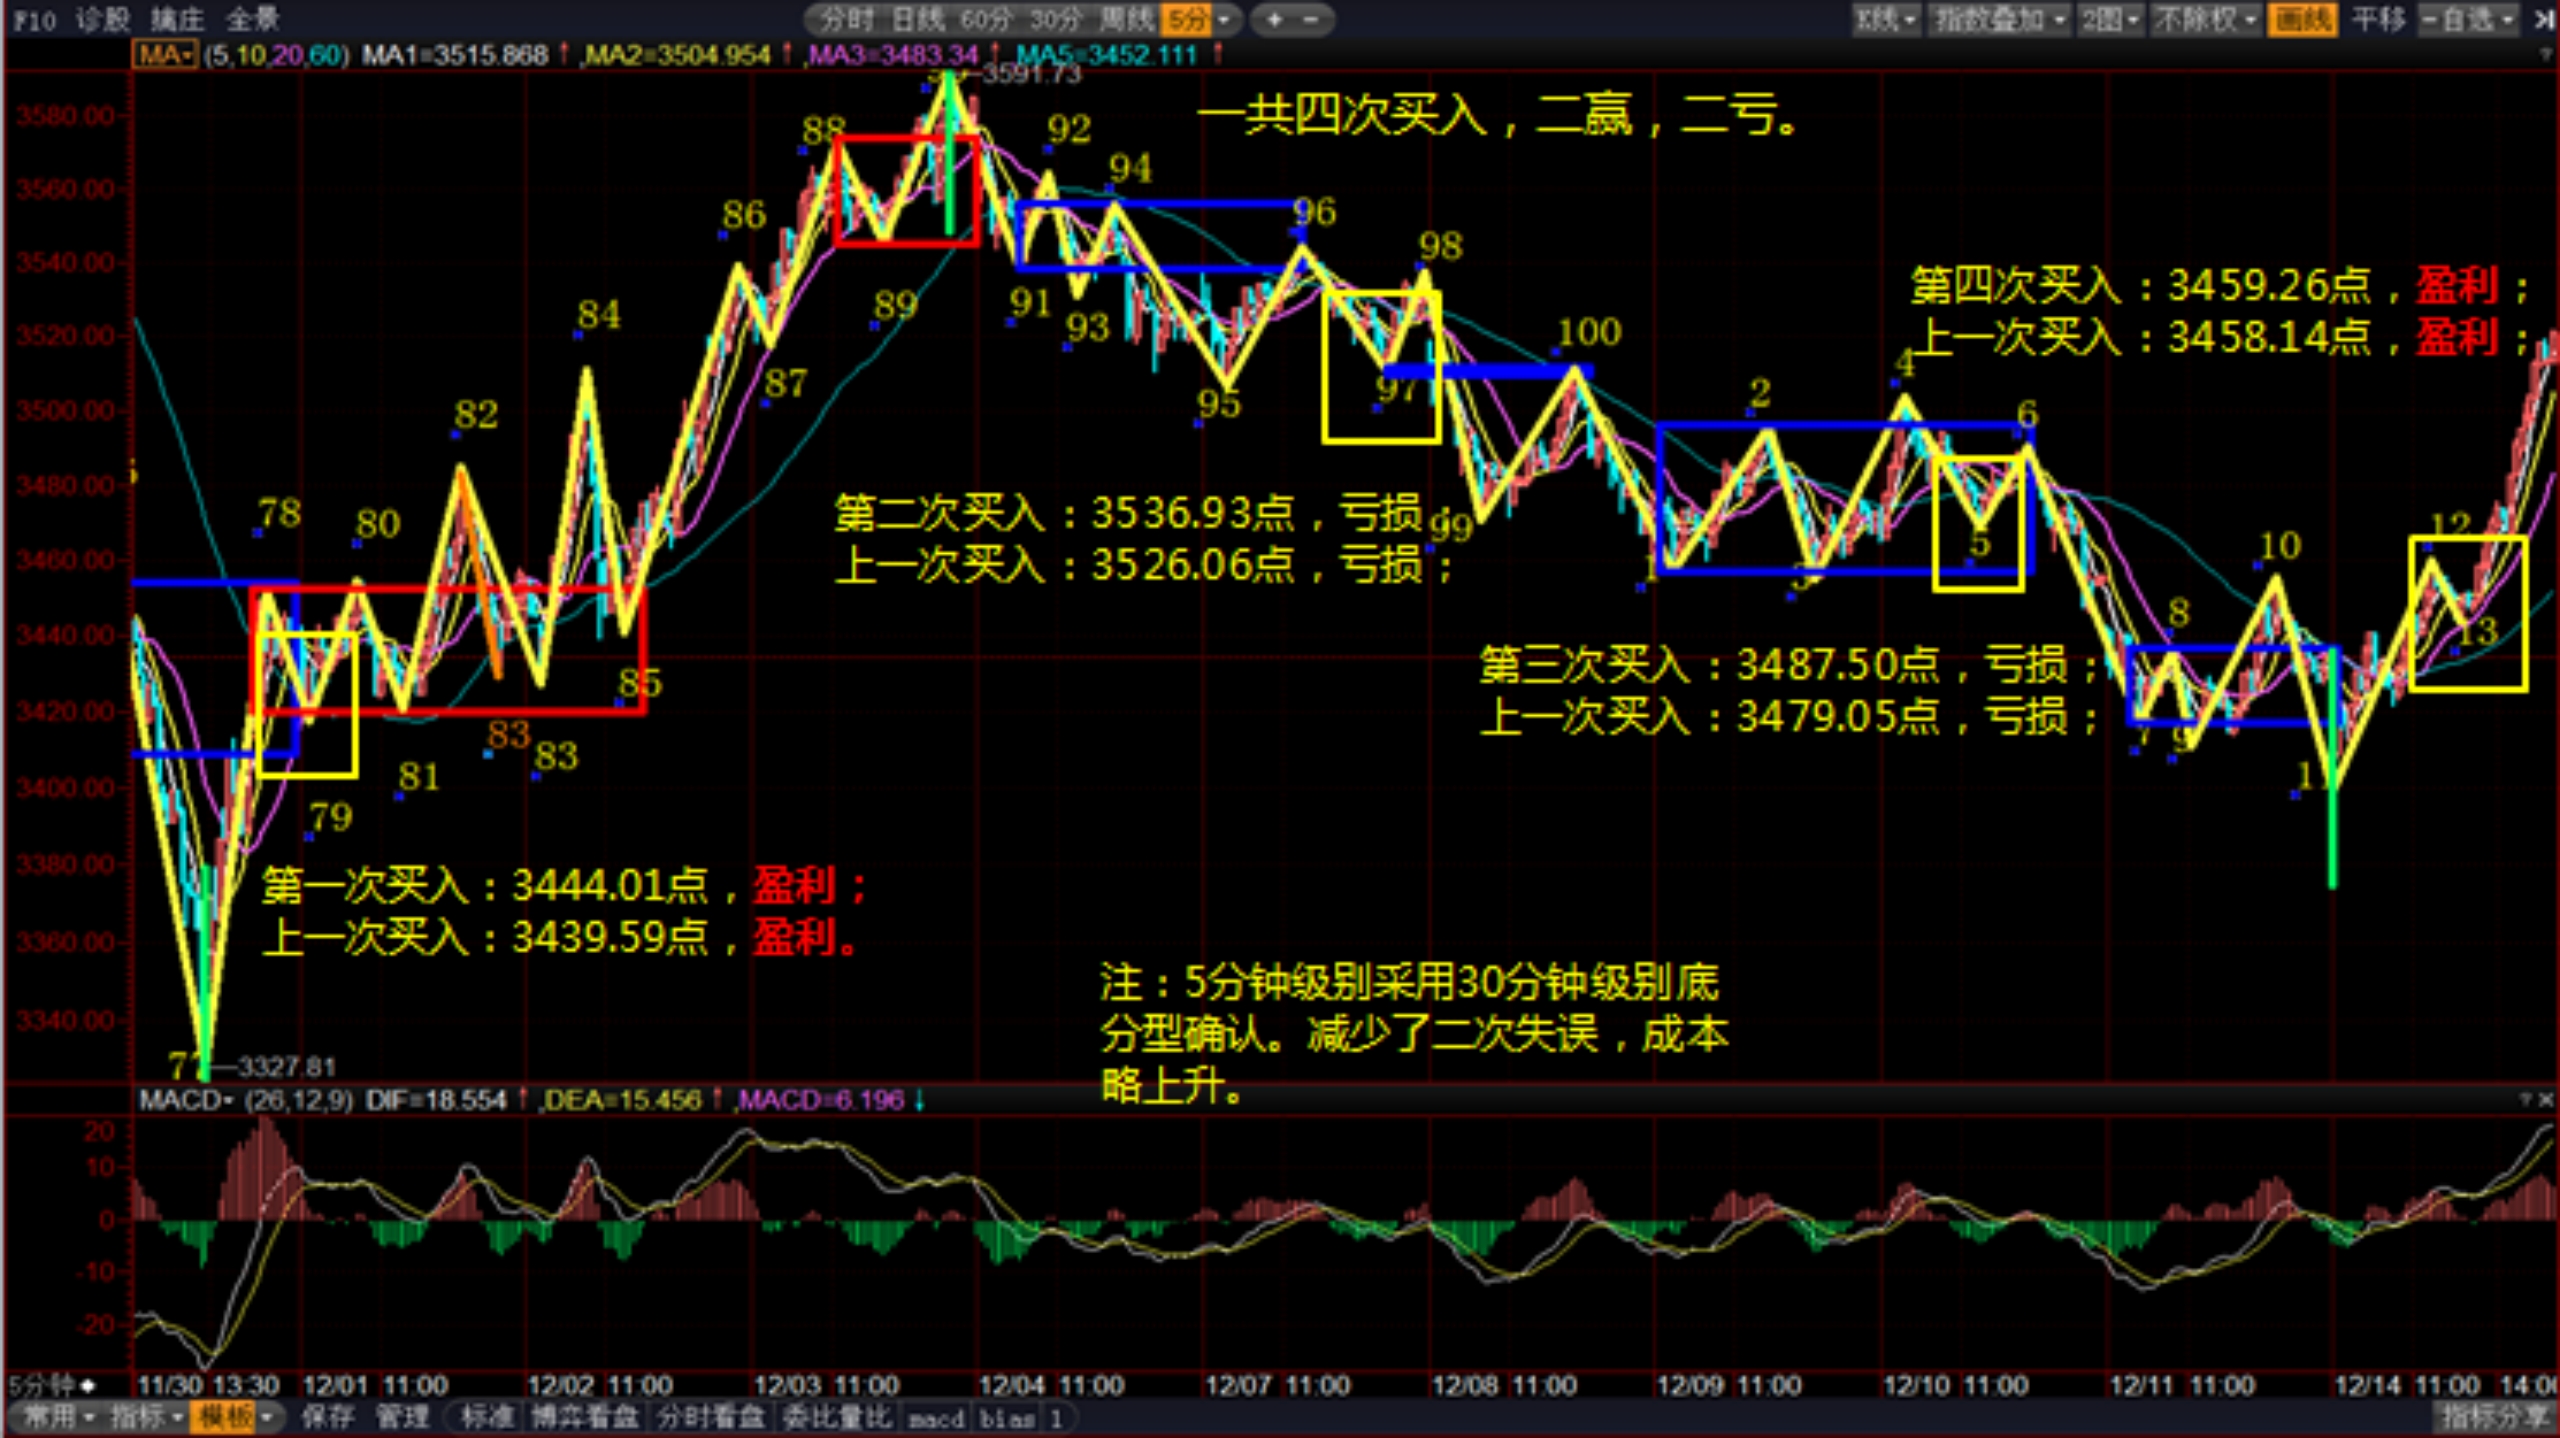 F10 诊股 擒庄 全景
分时 日线 60分 30分 周线 5分 + -
K线 指数叠加 2图 不除权 画线 平移 -自选
MA (5,10,20,60) MA1=3515.868 ↑ ,MA2=3504.954 ↑ ,MA3=3483.34 ↑ MA5=3452.111 ↑
3591.73
3580.00
3560.00
3540.00
3520.00
3500.00
3480.00
3460.00
3440.00
3420.00
3400.00
3380.00
3360.00
3340.00
一共四次买入，二赢，二亏。
88
92
94
86
96
98
84
89
91
93
87
95
97
100
82
78
80
99
2
4
6
5
10
12
8
13
85
83
83
81
79
7
9
1
3
77
第四次买入：3459.26点，盈利；
上一次买入：3458.14点，盈利；
第二次买入：3536.93点，亏损；
上一次买入：3526.06点，亏损；
第三次买入：3487.50点，亏损；
上一次买入：3479.05点，亏损；
第一次买入：3444.01点，盈利；
上一次买入：3439.59点，盈利。
注：5分钟级别采用30分钟级别底
分型确认。减少了二次失误，成本
略上升。
3327.81
MACD (26,12,9) DIF=18.554 ↑ ,DEA=15.456 ↑ ,MACD=6.196 ↓
20
10
0
-10
-20
5分钟 11/30 13:30 12/01 11:00 12/02 11:00 12/03 11:00 12/04 11:00 12/07 11:00 12/08 11:00 12/09 11:00 12/10 11:00 12/11 11:00 12/14 11:00 14:00
常用 指标 模板 保存 管理 标准 博弈看盘 分时看盘 委比量比 macd bias 1 指标分享